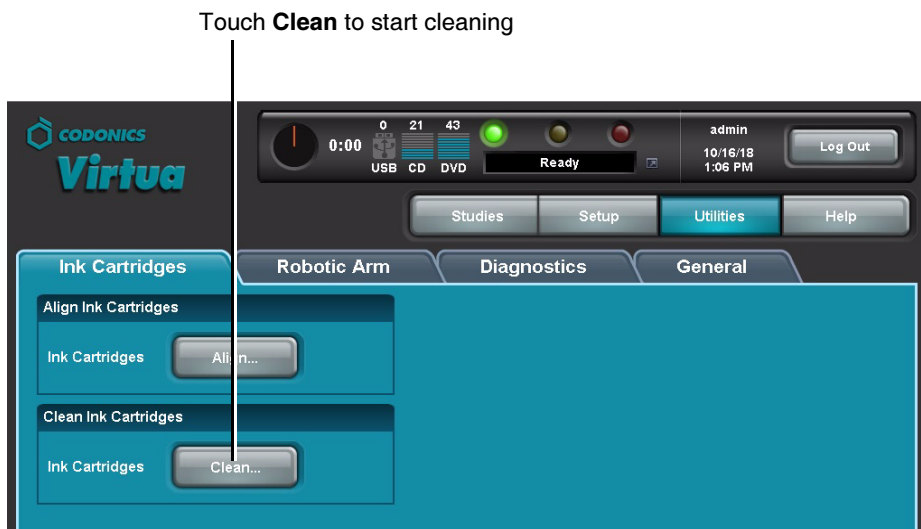 Touch Clean to start cleaning
CODONICS
Virtua
0:00
0 21 43
USB CD DVD
Ready
admin
10/16/18
1:06 PM
Log Out
Studies Setup Utilities Help
Ink Cartridges Robotic Arm Diagnostics General
Align Ink Cartridges
Ink Cartridges Align...
Clean Ink Cartridges
Ink Cartridges Clean...